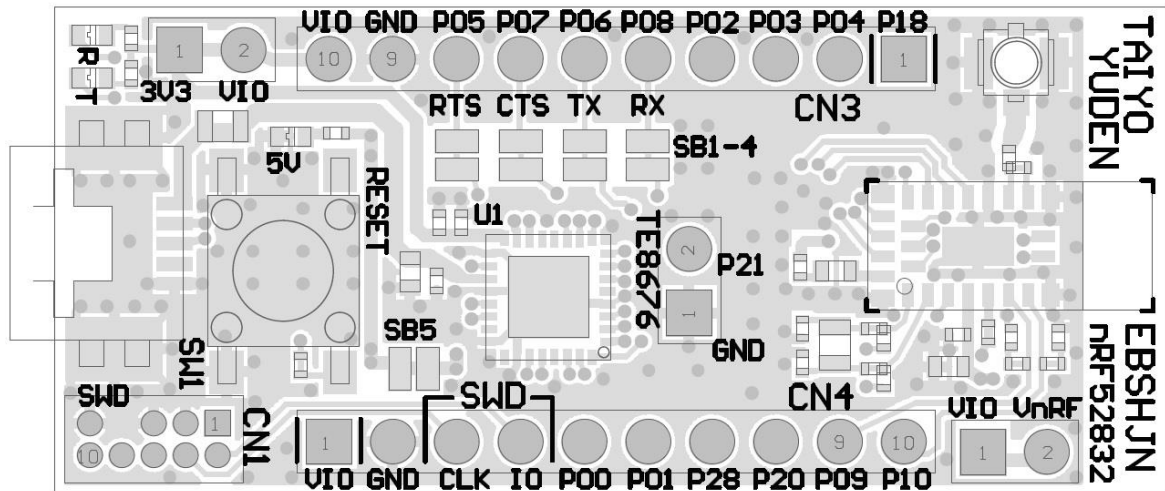 VIO GND P05 P07 P06 P08 P02 P03 P04 P18
1 2 10 9 1
R T
3V3 VIO
RTS CTS TX RX CN3
TAIYO
YUDEN
5V
SB1-4
RESET
U1
TE8676
2
P21
1
GND
SB5
SW1
SWD
CN1
1
10
SWD
CN4
1 9 10
VIO GND CLK IO P00 P01 P28 P20 P09 P10
VIO VnRF
1 2
EBSHJN
nRF52832